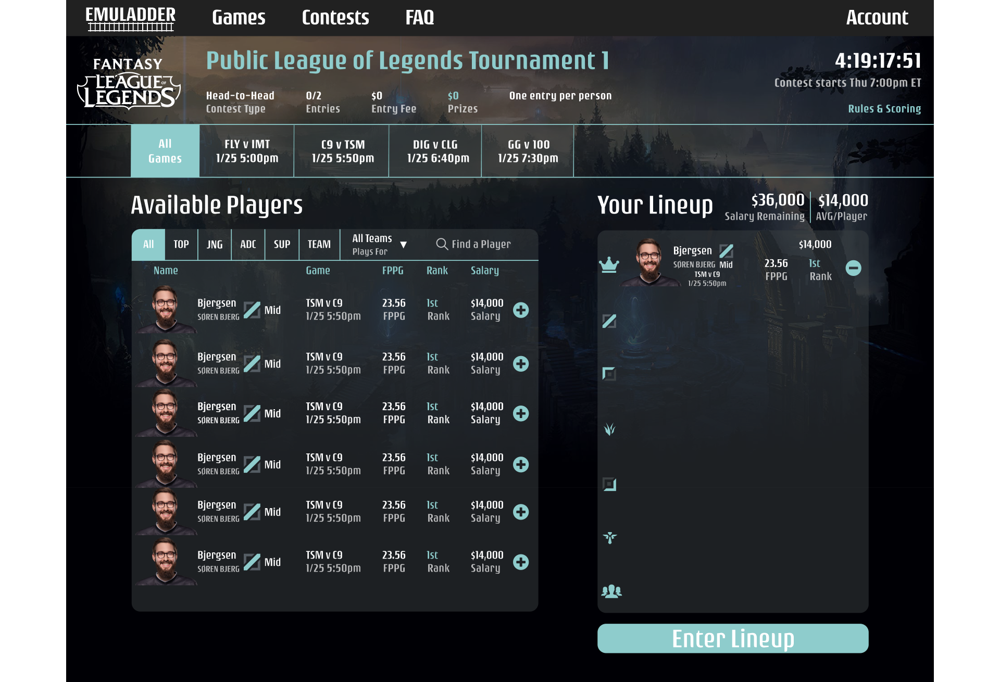 EMULADDER
Games
Contests
FAQ
Account
FANTASY
LEAGUE OF
LEGENDS
Public League of Legends Tournament 1
Head-to-Head
Contest Type
0/2
Entries
$0
Entry Fee
$0
Prizes
One entry per person
4:19:17:51
Contest starts Thu 7:00pm ET
Rules & Scoring
All
Games
FLY v IMT
1/25 5:00pm
C9 v TSM
1/25 5:50pm
DIG v CLG
1/25 6:40pm
GG v 100
1/25 7:30pm
Available Players
All
TOP
JNG
ADC
SUP
TEAM
All Teams
Plays For
Find a Player
Name
Game
FPPG
Rank
Salary
Bjergsen
SØREN BJERG
Mid
TSM v C9
1/25 5:50pm
23.56
FPPG
1st
Rank
$14,000
Salary
Bjergsen
SØREN BJERG
Mid
TSM v C9
1/25 5:50pm
23.56
FPPG
1st
Rank
$14,000
Salary
Bjergsen
SØREN BJERG
Mid
TSM v C9
1/25 5:50pm
23.56
FPPG
1st
Rank
$14,000
Salary
Bjergsen
SØREN BJERG
Mid
TSM v C9
1/25 5:50pm
23.56
FPPG
1st
Rank
$14,000
Salary
Bjergsen
SØREN BJERG
Mid
TSM v C9
1/25 5:50pm
23.56
FPPG
1st
Rank
$14,000
Salary
Bjergsen
SØREN BJERG
Mid
TSM v C9
1/25 5:50pm
23.56
FPPG
1st
Rank
$14,000
Salary
Your Lineup
$36,000
Salary Remaining
$14,000
AVG/Player
Bjergsen
SØREN BJERG
Mid
TSM v C9
1/25 5:50pm
$14,000
23.56
FPPG
1st
Rank
Enter Lineup